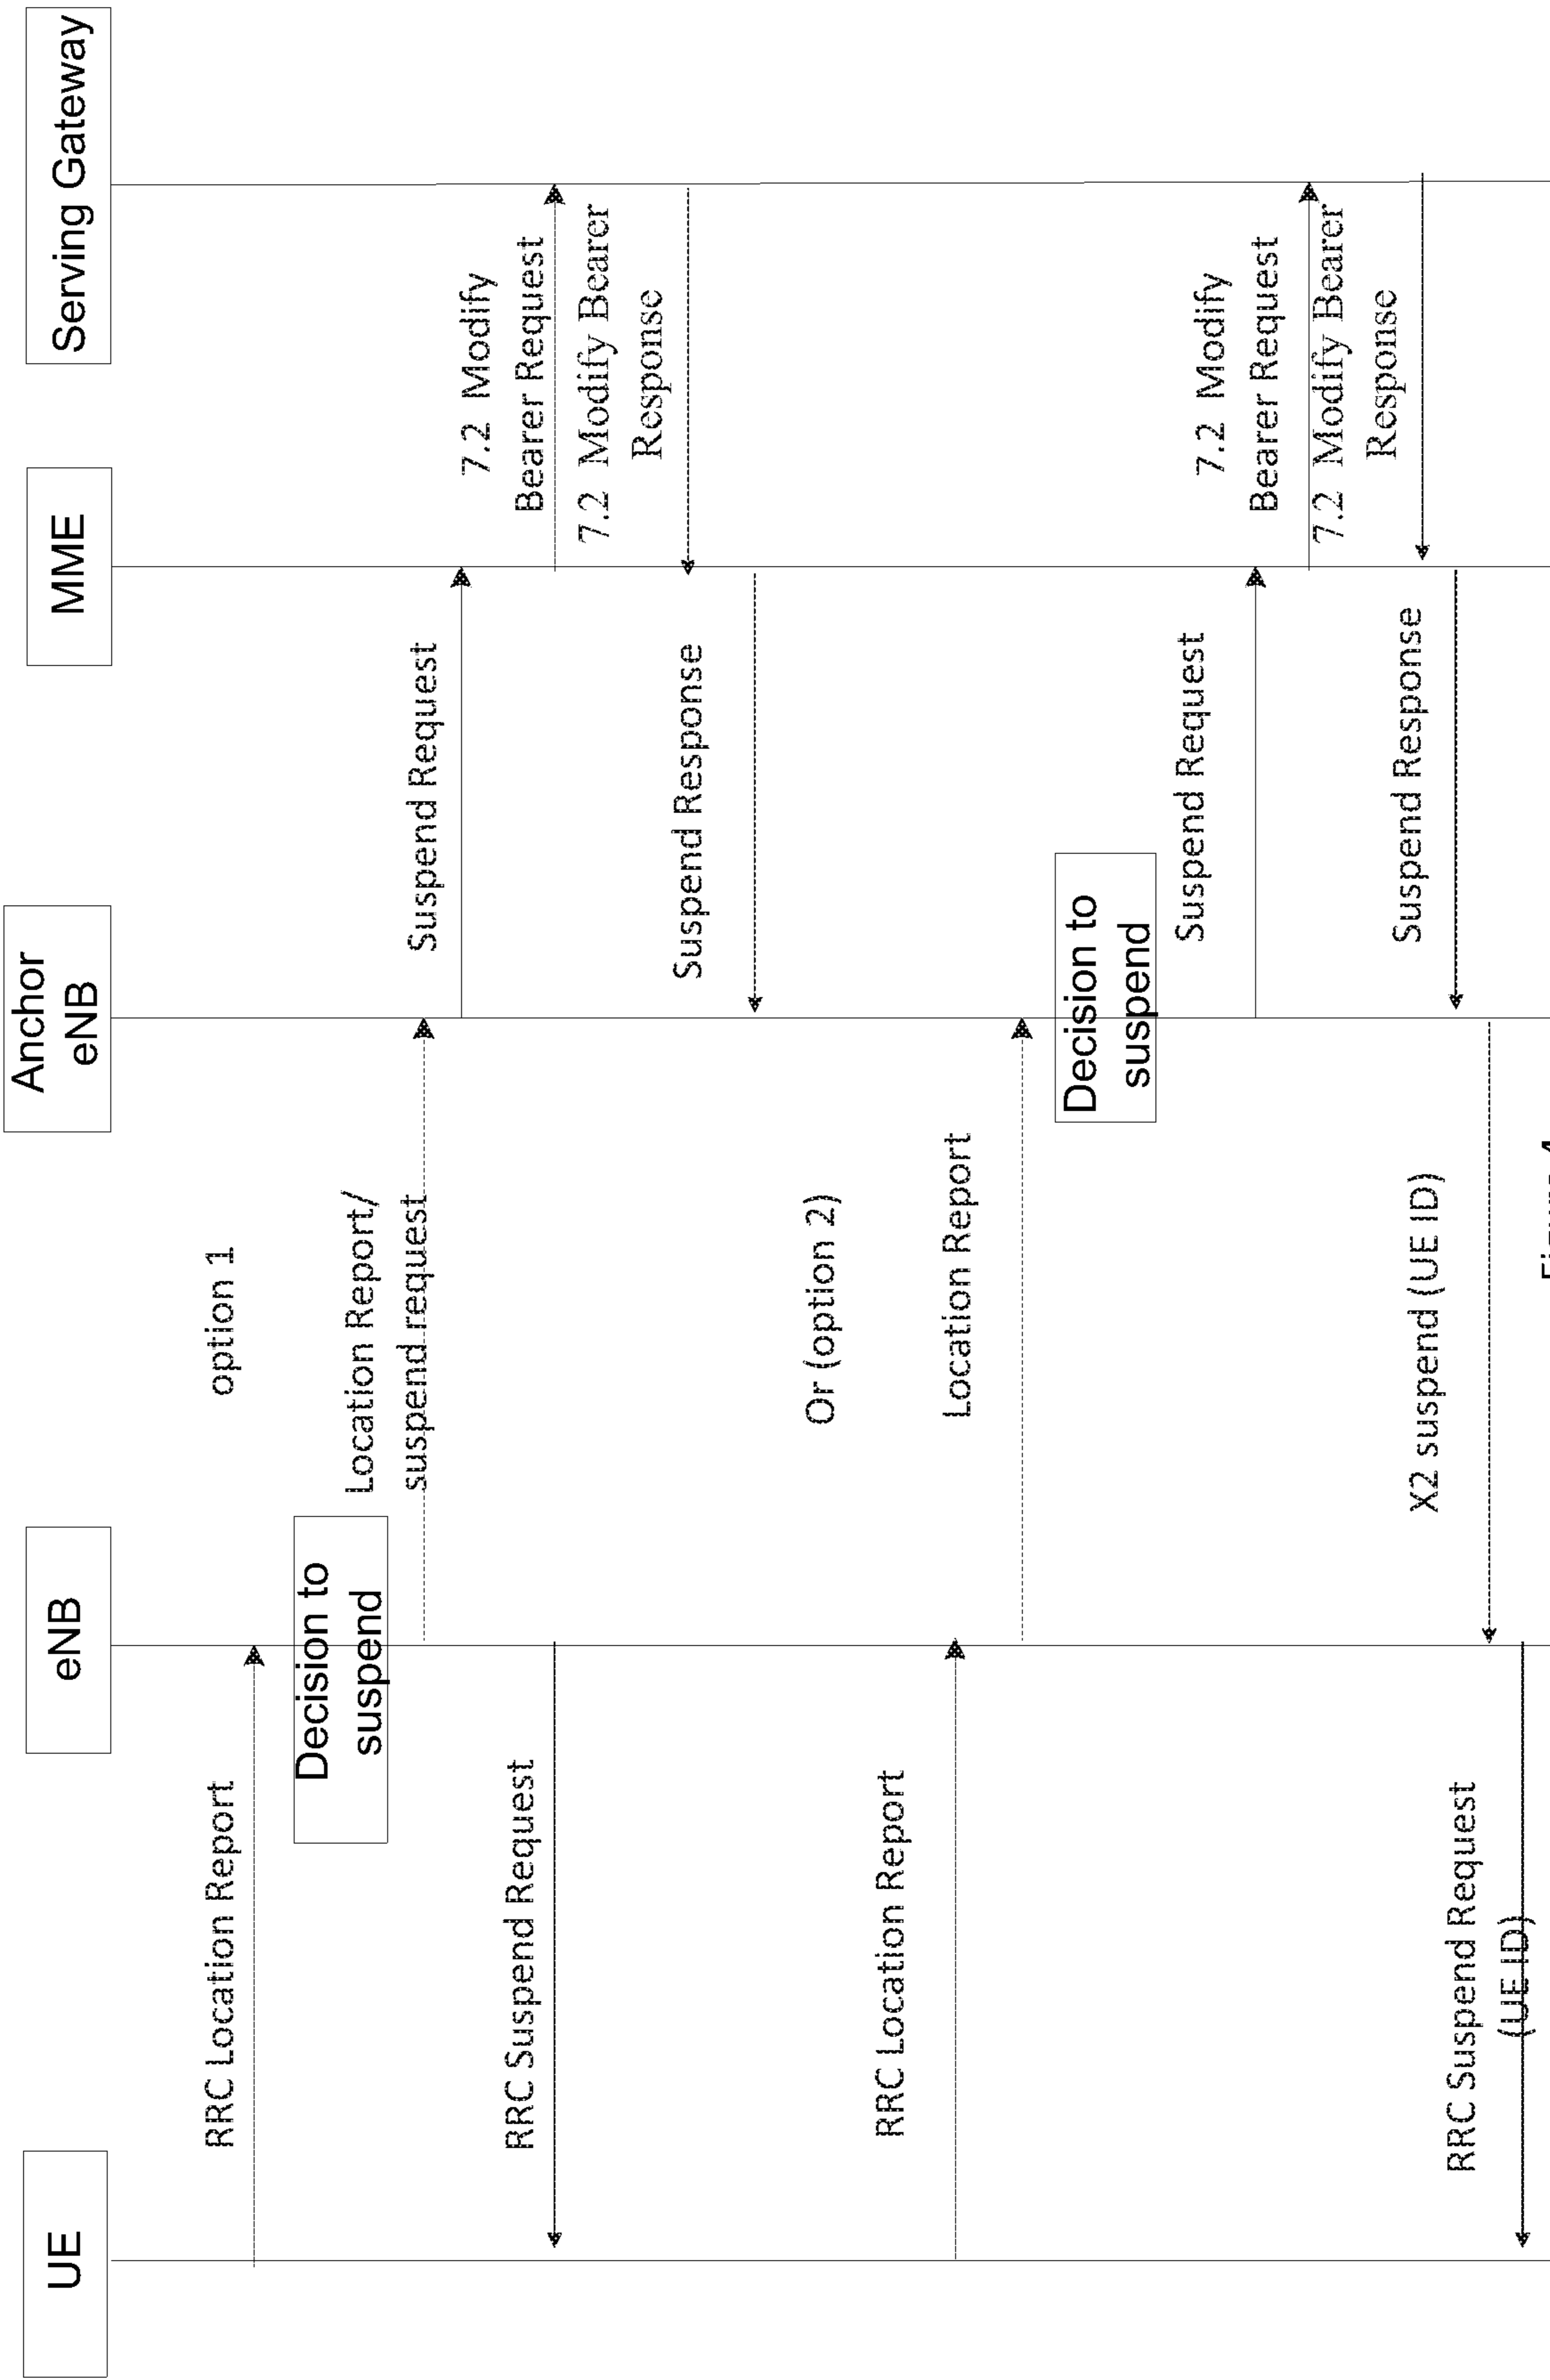 UE
eNB
Anchor
eNB
MME
Serving Gateway
option 1
RRC Location Report
Decision to
suspend
Location Report/
suspend request
Suspend Request
7.2 Modify
Bearer Request
RRC Suspend Request
7.2 Modify Bearer
Response
Suspend Response
Or (option 2)
RRC Location Report
Location Report
Decision to
suspend
Suspend Request
7.2 Modify
Bearer Request
7.2 Modify Bearer
Response
Suspend Response
X2 suspend (UE ID)
RRC Suspend Request
(UE ID)